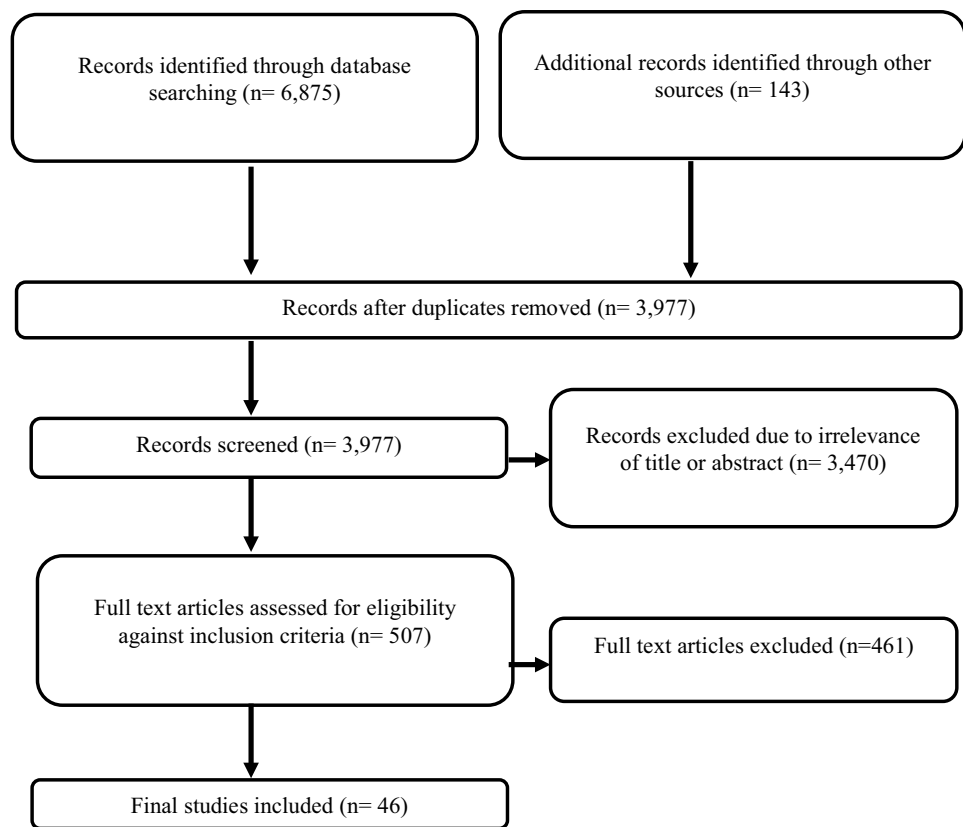 Records identified through database
searching (n= 6,875)
Additional records identified through other
sources (n= 143)
Records after duplicates removed (n= 3,977)
Records screened (n= 3,977)
Records excluded due to irrelevance
of title or abstract (n= 3,470)
Full text articles assessed for eligibility
against inclusion criteria (n= 507)
Full text articles excluded (n=461)
Final studies included (n= 46)